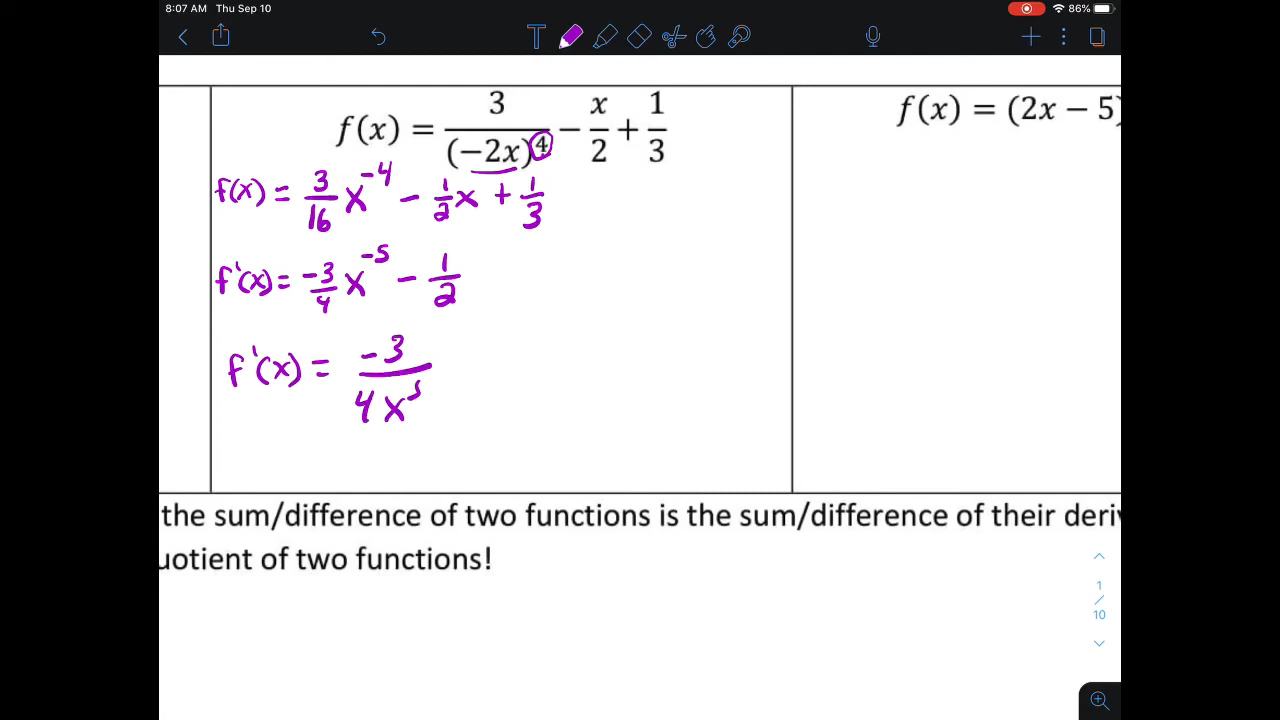 8:07 AM Thu Sep 10 86%
T
f(x) = 3/(−2x)^4 − x/2 + 1/3
f(x) = (2x − 5)
f(x) = 3/16 x^-4 − 1/2 x + 1/3
f'(x) = -3/4 x^-5 − 1/2
f'(x) = -3/4x^5
the sum/difference of two functions is the sum/difference of their deriv
uotient of two functions!
1
/
10